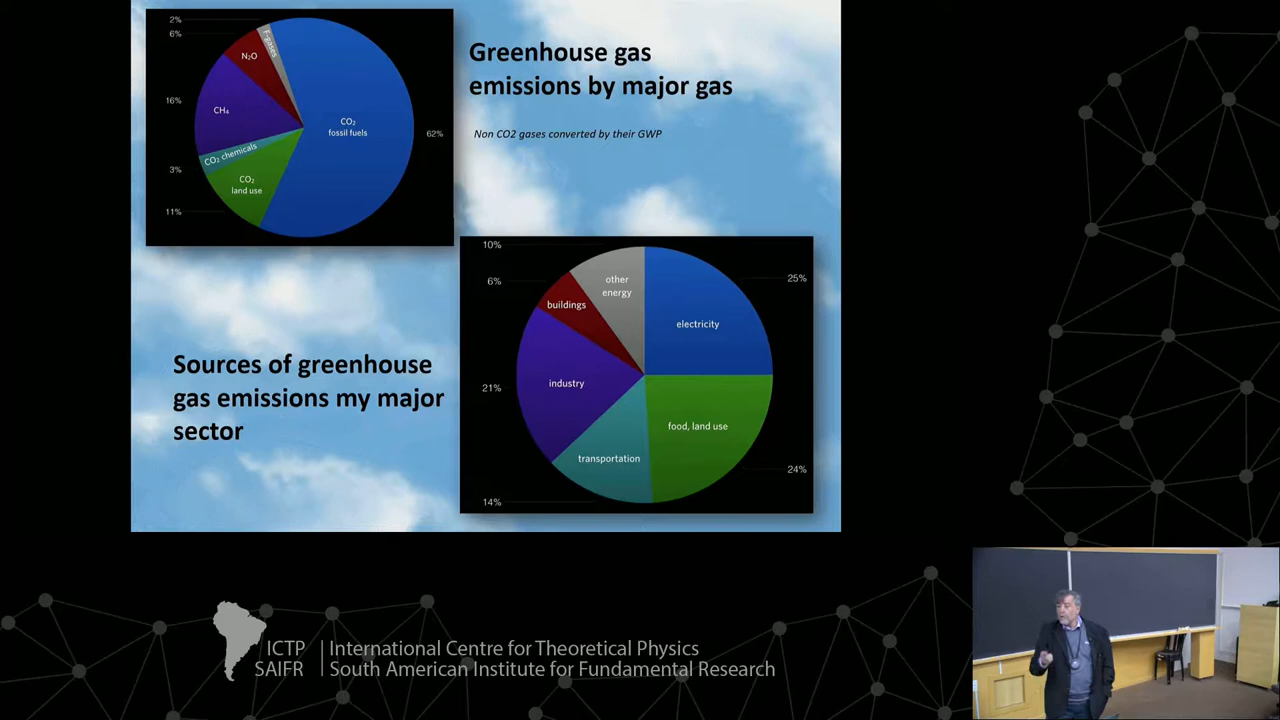 2%
6%
16%
3%
11%
62%
F-gases
N₂O
CH₄
CO₂ chemicals
CO₂
land use
CO₂
fossil fuels
Greenhouse gas
emissions by major gas
Non CO2 gases converted by their GWP
Sources of greenhouse
gas emissions my major
sector
10%
6%
21%
14%
25%
24%
other
energy
buildings
electricity
industry
food, land use
transportation
ICTP
SAIFR
International Centre for Theoretical Physics
South American Institute for Fundamental Research